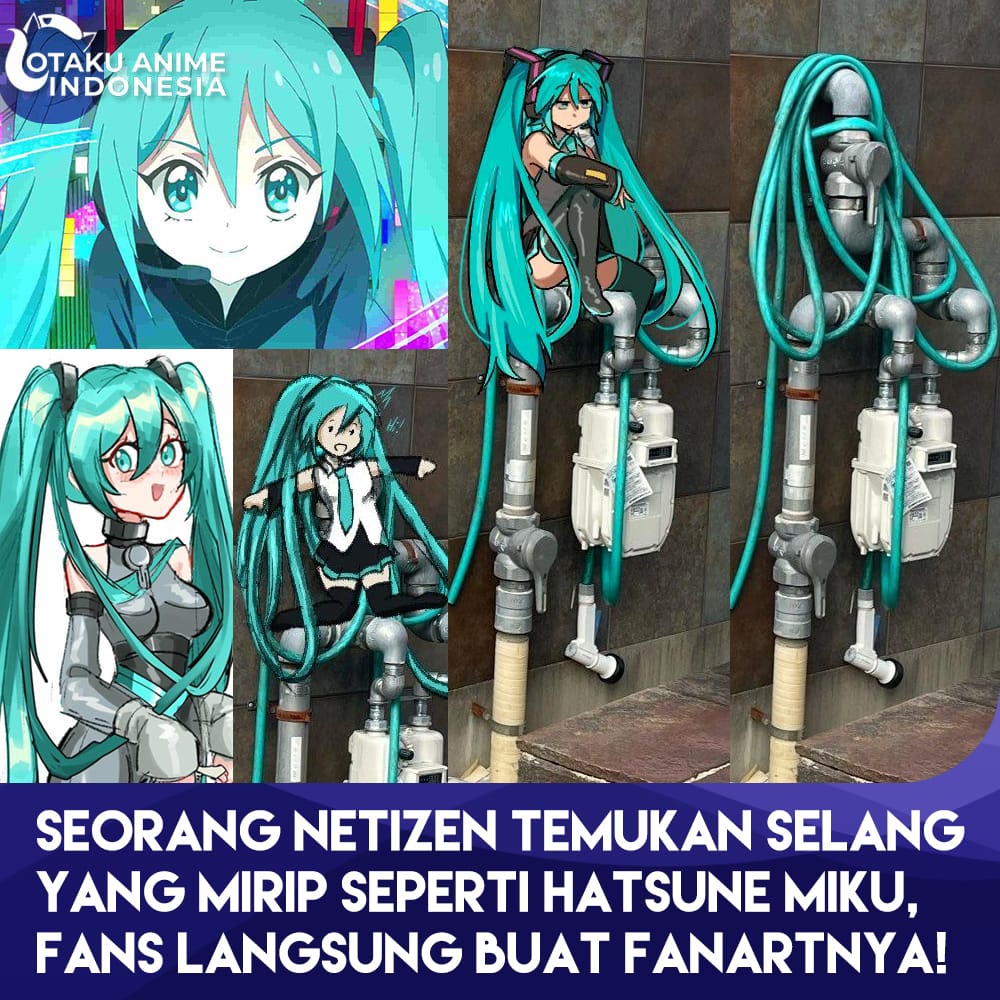 OTAKU ANIME
INDONESIA
SEORANG NETIZEN TEMUKAN SELANG
YANG MIRIP SEPERTI HATSUNE MIKU,
FANS LANGSUNG BUAT FANARTNYA!